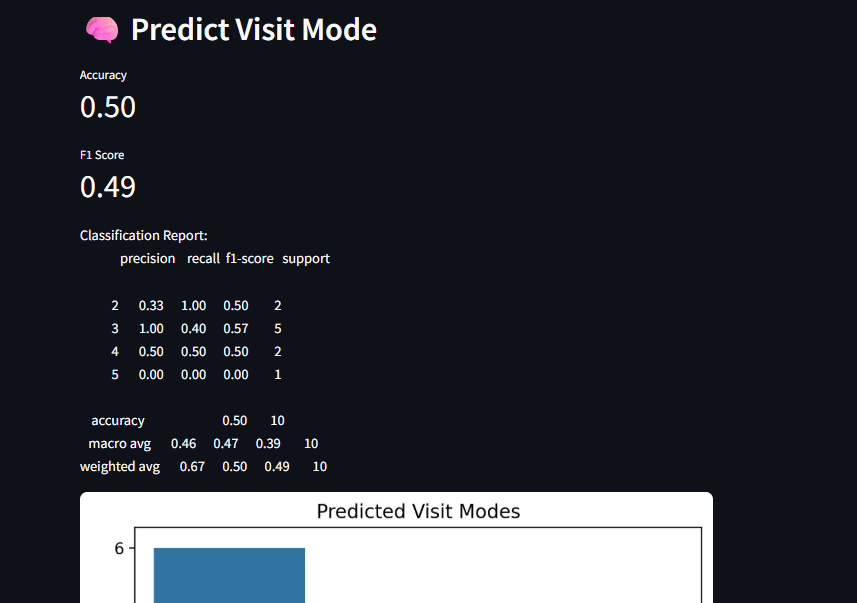 Predict Visit Mode
Accuracy
0.50
F1 Score
0.49
Classification Report:
precision recall f1-score support
2 0.33 1.00 0.50 2
3 1.00 0.40 0.57 5
4 0.50 0.50 0.50 2
5 0.00 0.00 0.00 1
accuracy 0.50 10
macro avg 0.46 0.47 0.39 10
weighted avg 0.67 0.50 0.49 10
Predicted Visit Modes
6